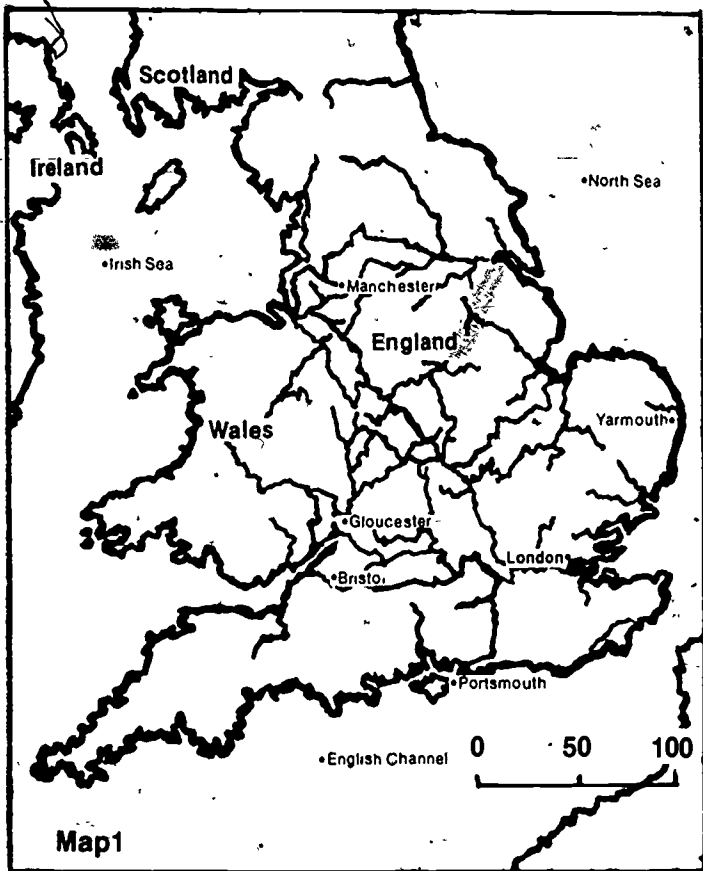 Scotland
Ireland
North Sea
Irish Sea
Manchester
England
Yarmouth
Wales
Gloucester
London
Bristo
Portsmouth
0 50 100
English Channel
Map1